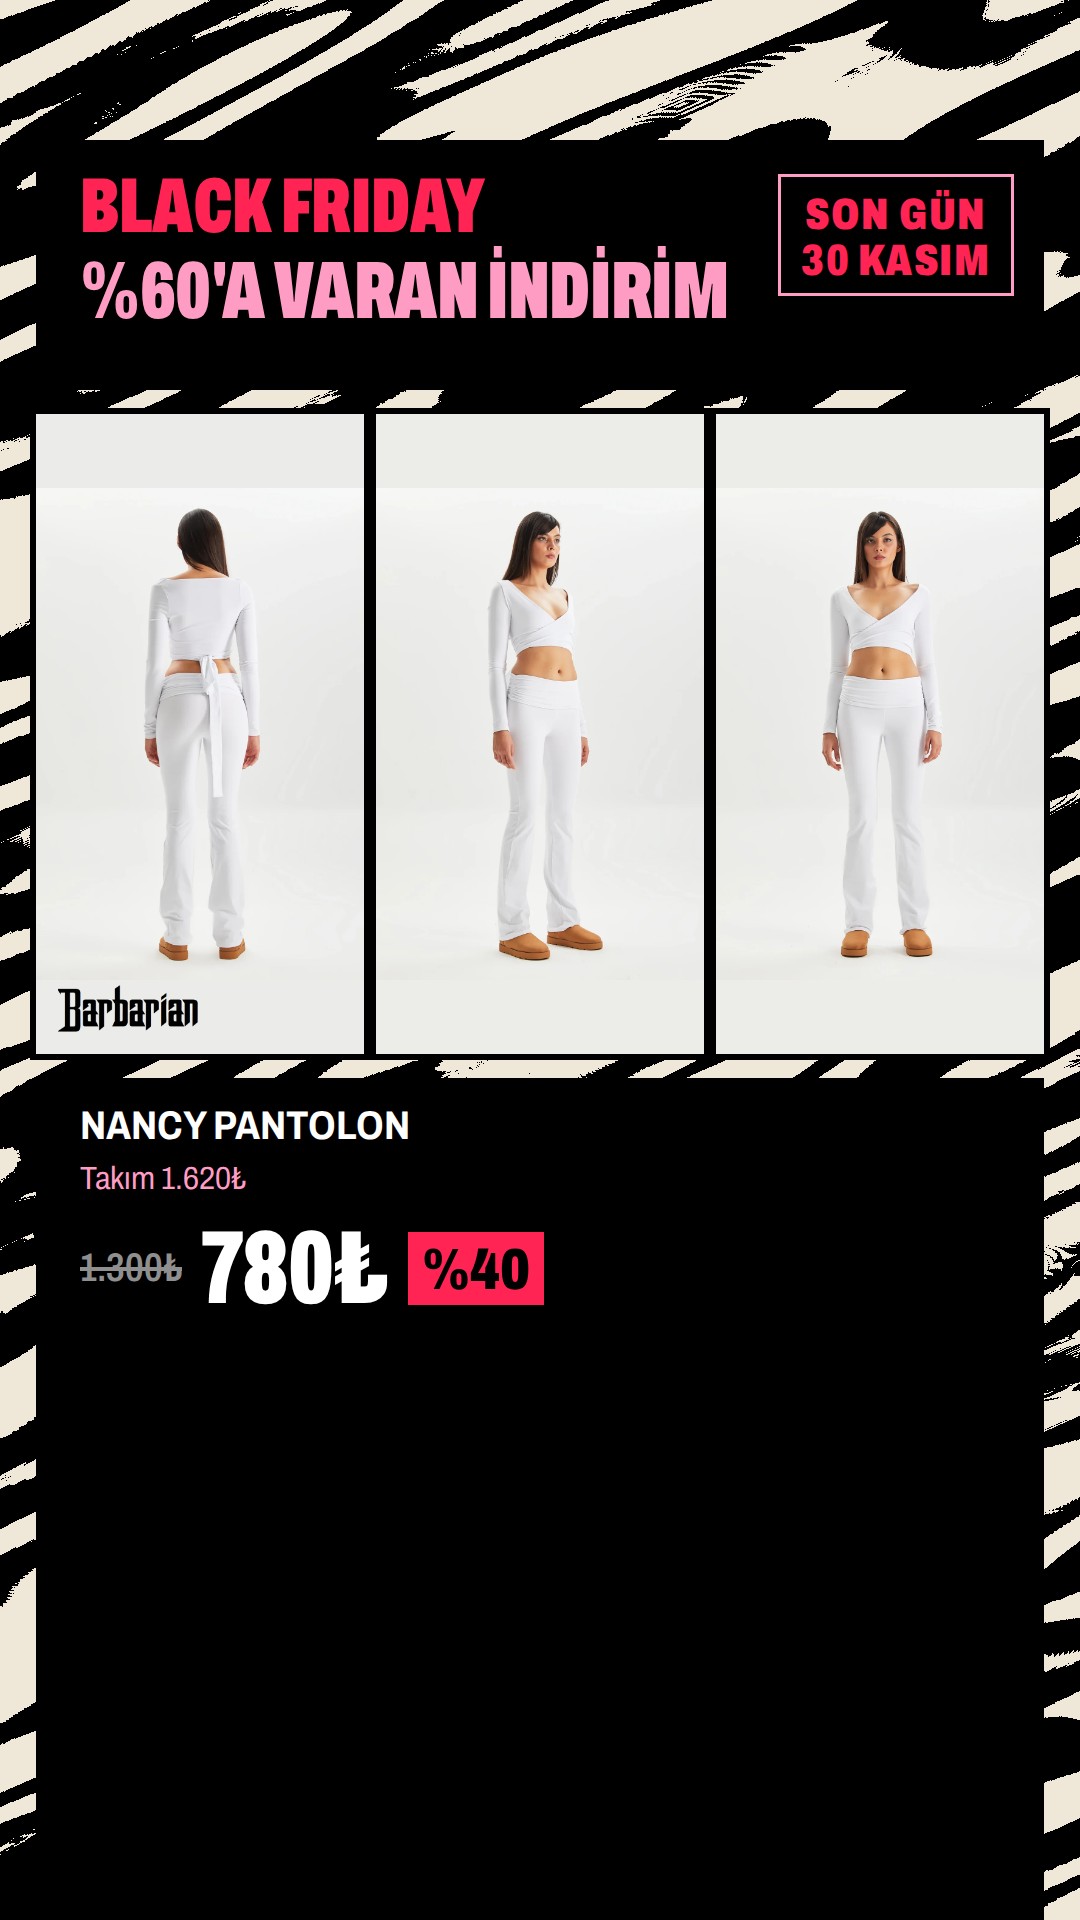 BLACK FRIDAY
%60'A VARAN İNDİRİM
SON GÜN
30 KASIM
Barbarian
NANCY PANTOLON
Takım 1.620₺
1.300₺ 780₺ %40